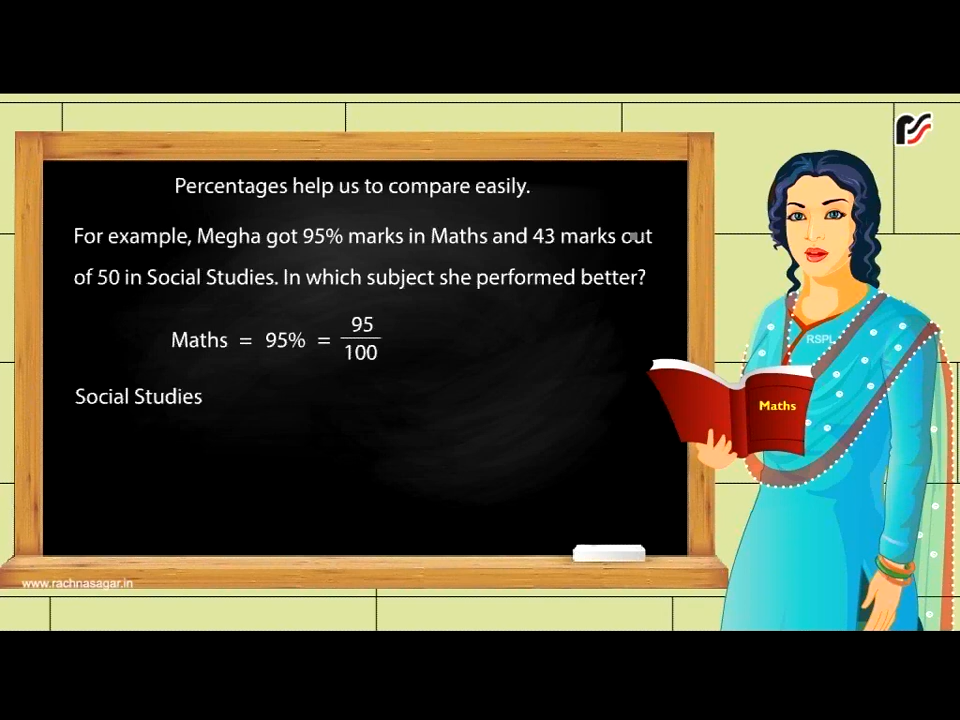 Percentages help us to compare easily.
For example, Megha got 95% marks in Maths and 43 marks out
of 50 in Social Studies. In which subject she performed better?
Maths = 95% = 95/100
Social Studies
RSPL
Maths
www.rachnasagar.in